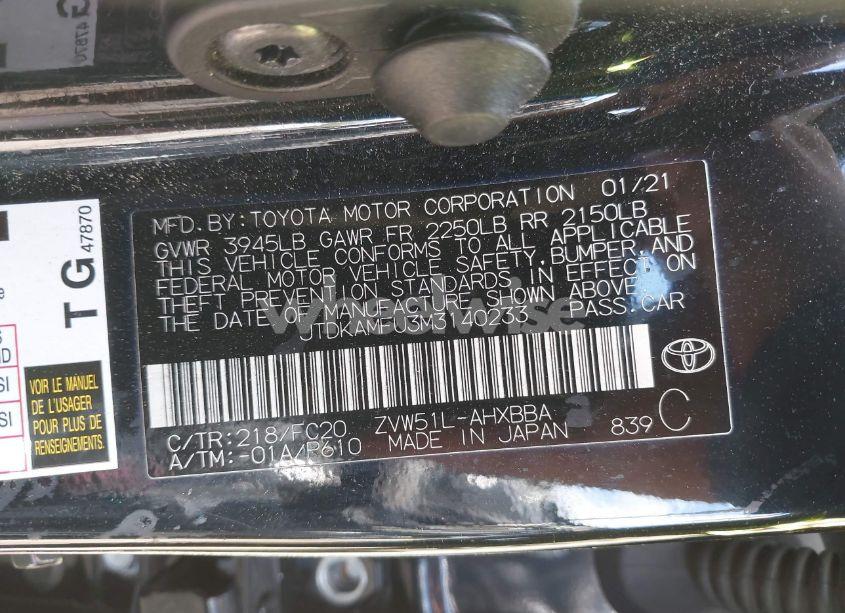 MFD. BY: TOYOTA MOTOR CORPORATION 01/21
GVWR 3945LB GAWR FR 2250LB RR 2150LB
THIS VEHICLE CONFORMS TO ALL APPLICABLE
FEDERAL MOTOR VEHICLE SAFETY, BUMPER, AND
THEFT PREVENTION STANDARDS IN EFFECT ON
THE DATE OF MANUFACTURE SHOWN ABOVE.
JTDKAMFU3M3140233 PASS. CAR
C/TR: 218/FC20 ZVW51L-AHXBBA
A/TM: -01A/P610 MADE IN JAPAN 839 C
TG
47870
VOIR LE MANUEL
DE L'USAGER
POUR PLUS DE
RENSEIGNEMENTS